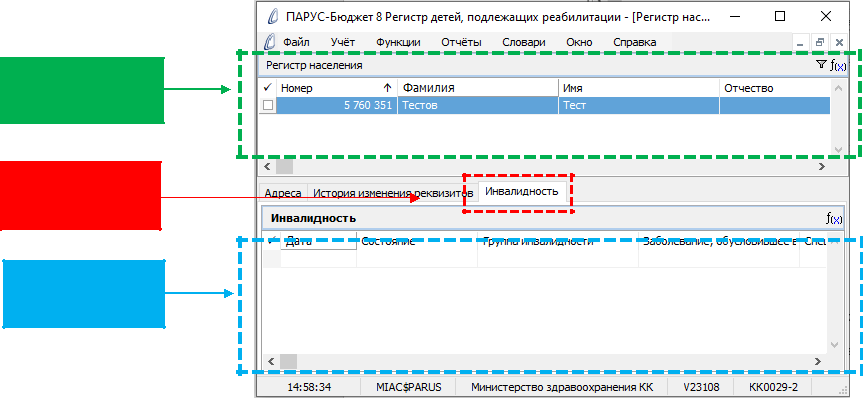 ПАРУС-Бюджет 8 Регистр детей, подлежащих реабилитации - [Регистр нас...
Файл Учёт Функции Отчёты Словари Окно Справка
Регистр населения f(x)
Номер Фамилия Имя Отчество
5 760 351 Тестов Тест
Адреса История изменения реквизитов Инвалидность
Инвалидность f(x)
Дата Состояние Группа инвалидности Заболевание, обусловившее в
14:58:34 MIAC$PARUS Министерство здравоохранения КК V23108 КК0029-2